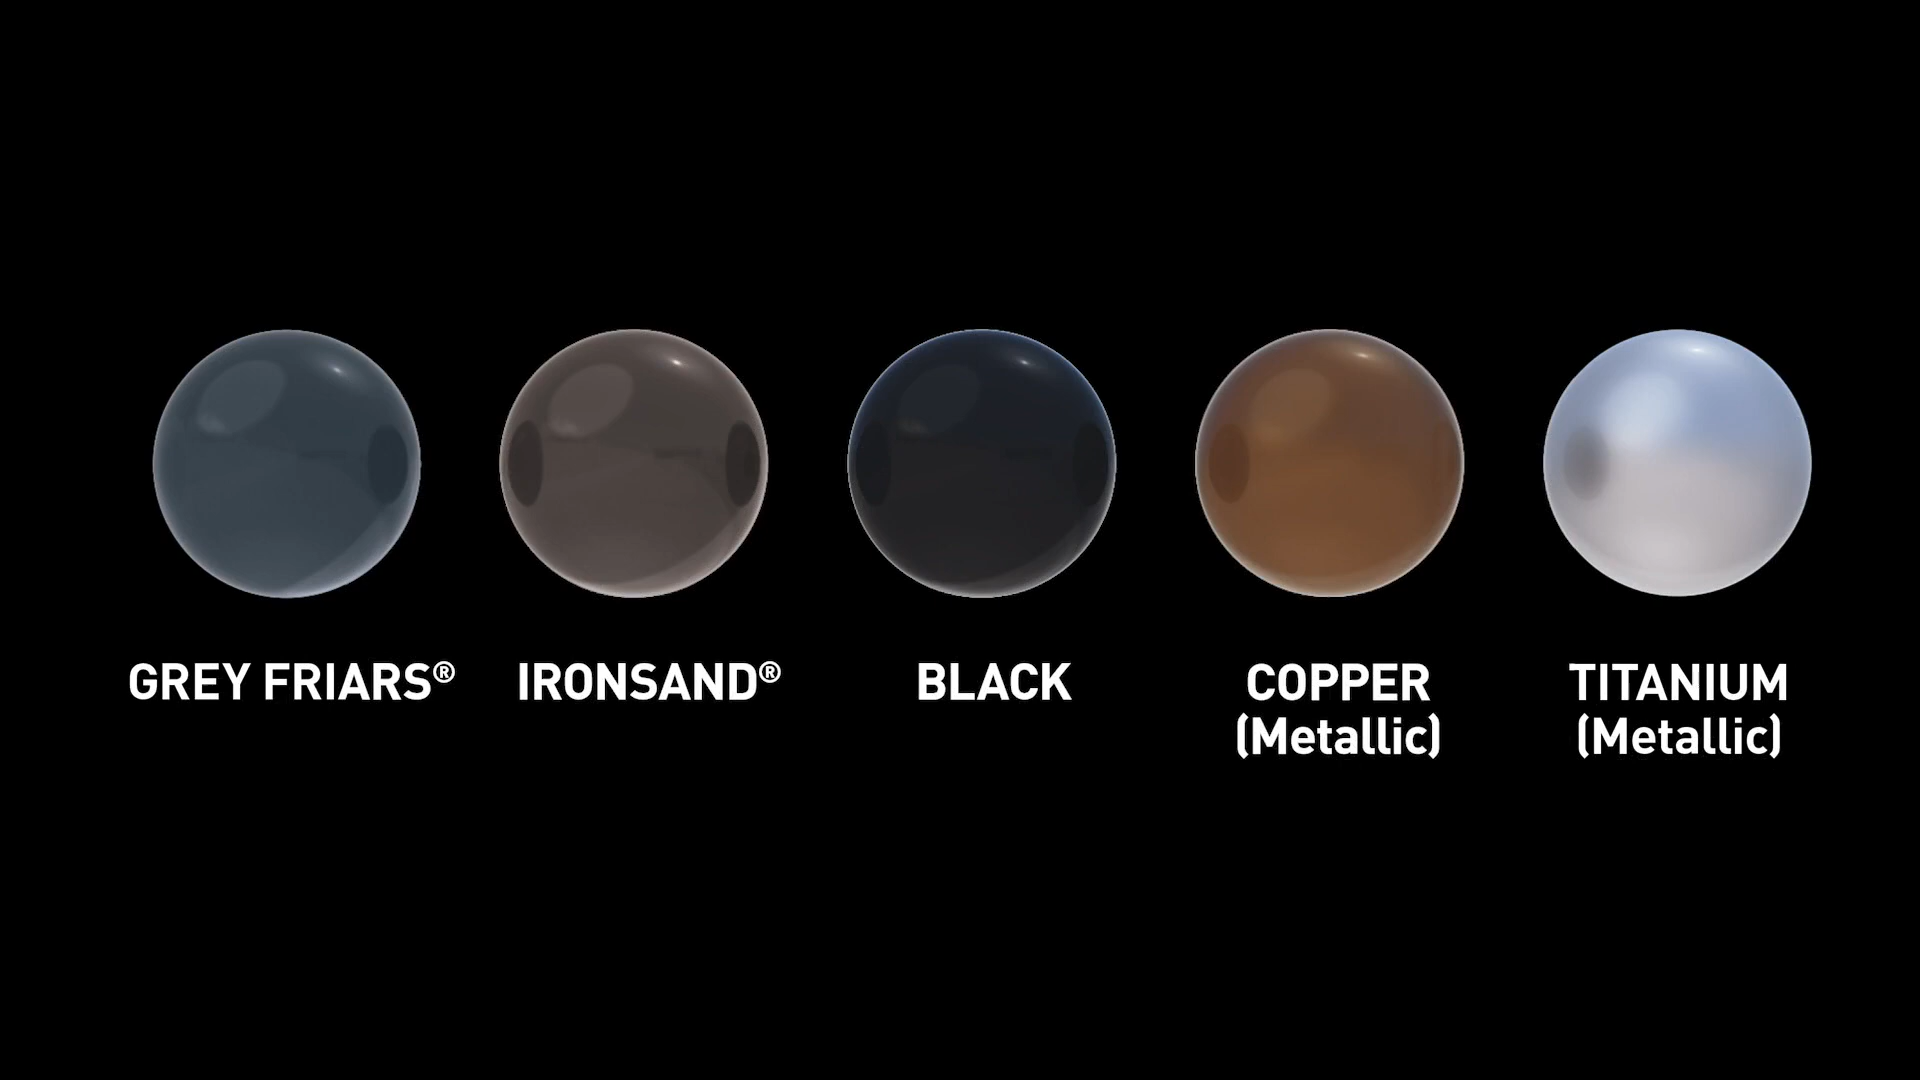 GREY FRIARS®
IRONSAND®
BLACK
COPPER
(Metallic)
TITANIUM
(Metallic)